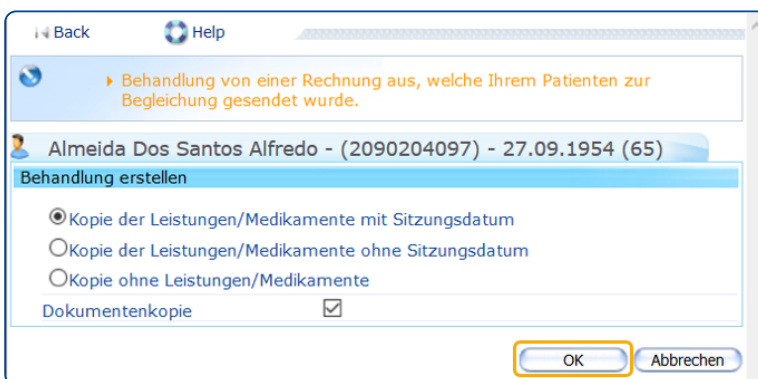 Back Help
Behandlung von einer Rechnung aus, welche Ihrem Patienten zur
Begleichung gesendet wurde.
Almeida Dos Santos Alfredo - (2090204097) - 27.09.1954 (65)
Behandlung erstellen
Kopie der Leistungen/Medikamente mit Sitzungsdatum
Kopie der Leistungen/Medikamente ohne Sitzungsdatum
Kopie ohne Leistungen/Medikamente
Dokumentenkopie
OK Abbrechen